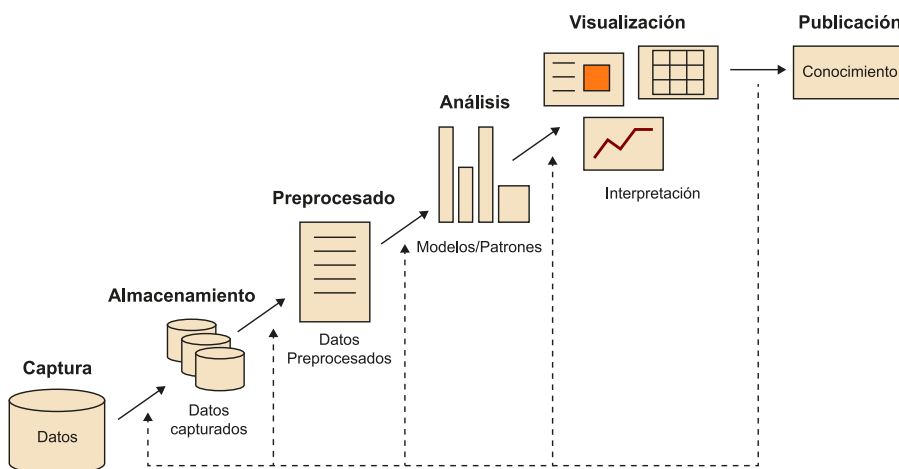 Captura
Datos
Almacenamiento
Datos
capturados
Preprocesado
Datos
Preprocesados
Análisis
Modelos/Patrones
Visualización
Interpretación
Publicación
Conocimiento